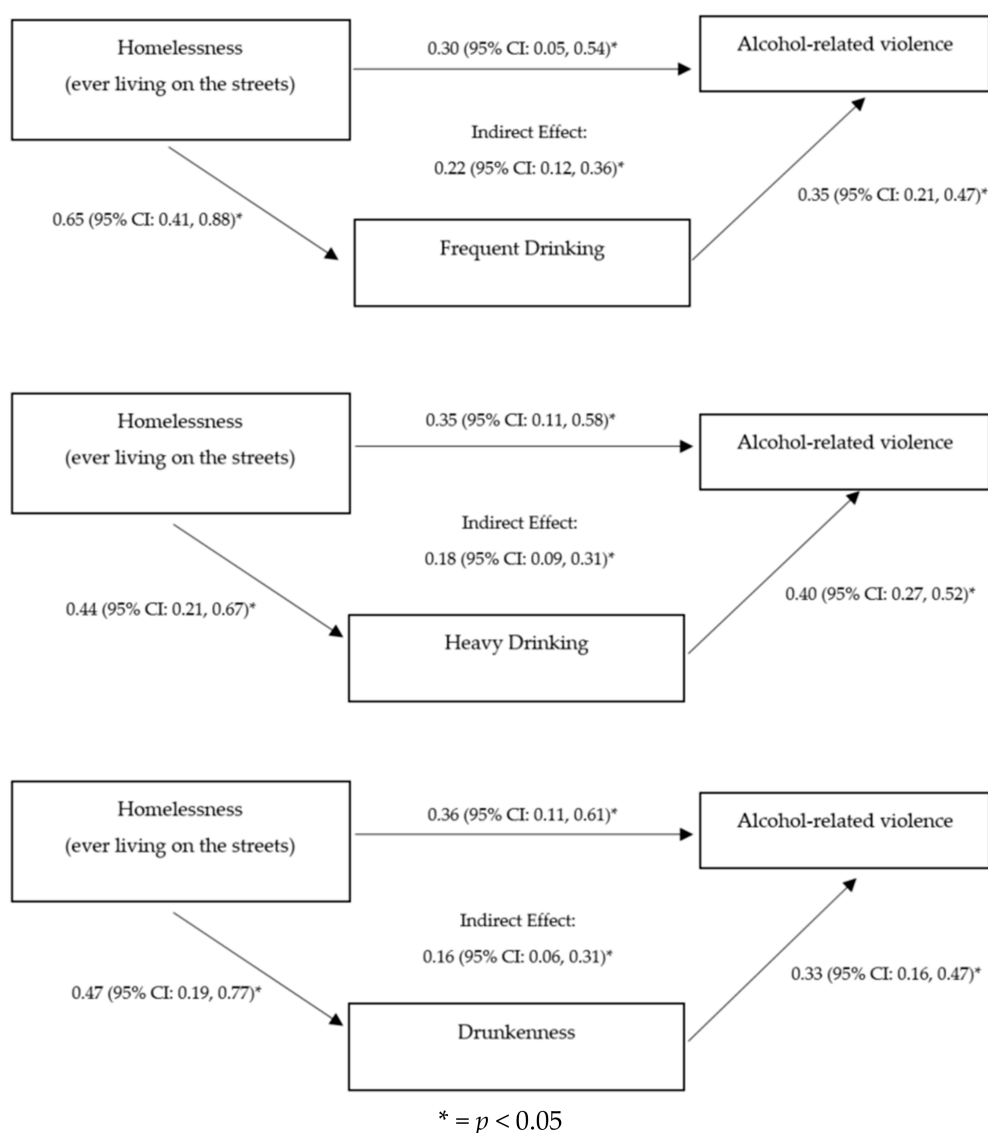 Homelessness
(ever living on the streets)
0.30 (95% CI: 0.05, 0.54)*
Alcohol-related violence
Indirect Effect:
0.22 (95% CI: 0.12, 0.36)*
0.65 (95% CI: 0.41, 0.88)*
0.35 (95% CI: 0.21, 0.47)*
Frequent Drinking
Homelessness
(ever living on the streets)
0.35 (95% CI: 0.11, 0.58)*
Alcohol-related violence
Indirect Effect:
0.18 (95% CI: 0.09, 0.31)*
0.44 (95% CI: 0.21, 0.67)*
0.40 (95% CI: 0.27, 0.52)*
Heavy Drinking
Homelessness
(ever living on the streets)
0.36 (95% CI: 0.11, 0.61)*
Alcohol-related violence
Indirect Effect:
0.16 (95% CI: 0.06, 0.31)*
0.47 (95% CI: 0.19, 0.77)*
0.33 (95% CI: 0.16, 0.47)*
Drunkenness
* = p < 0.05